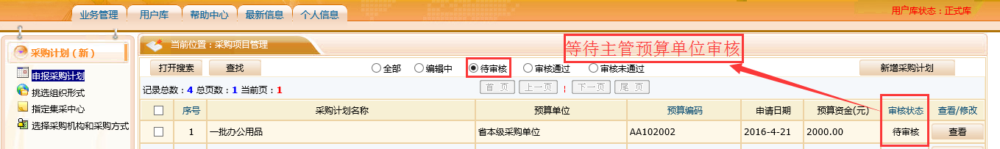 业务管理 用户库 帮助中心 最新信息 个人信息 用户库状态：正式库
采购计划（新） 当前位置：采购项目管理 等待主管预算单位审核
申报采购计划
挑选组织形式
指定集采中心
选择采购机构和采购方式
打开搜索 查找 全部 编辑中 待审核 审核通过 审核未通过 新增采购计划
记录总数：4 总页数：1 当前页：1 首 页 上一页 ¦ 下一页 尾 页
序号 采购计划名称 预算单位 预算编码 申请日期 预算资金(元) 审核状态 查看/修改
1 一批办公用品 省本级采购单位 AA102002 2016-4-21 2000.00 待审核 查看